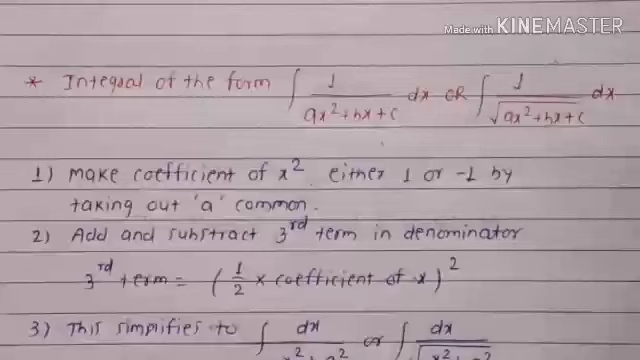 Made with KINEMASTER
* Integral of the form ∫ 1/(ax²+bx+c) dx OR ∫ 1/√(ax²+bx+c) dx
1) Make coefficient of x² either 1 or -1 by
taking out 'a' common.
2) Add and substract 3rd term in denominator
3rd term = (1/2 × coefficient of x)²
3) This simplifies to ∫ dx/ or ∫ dx/